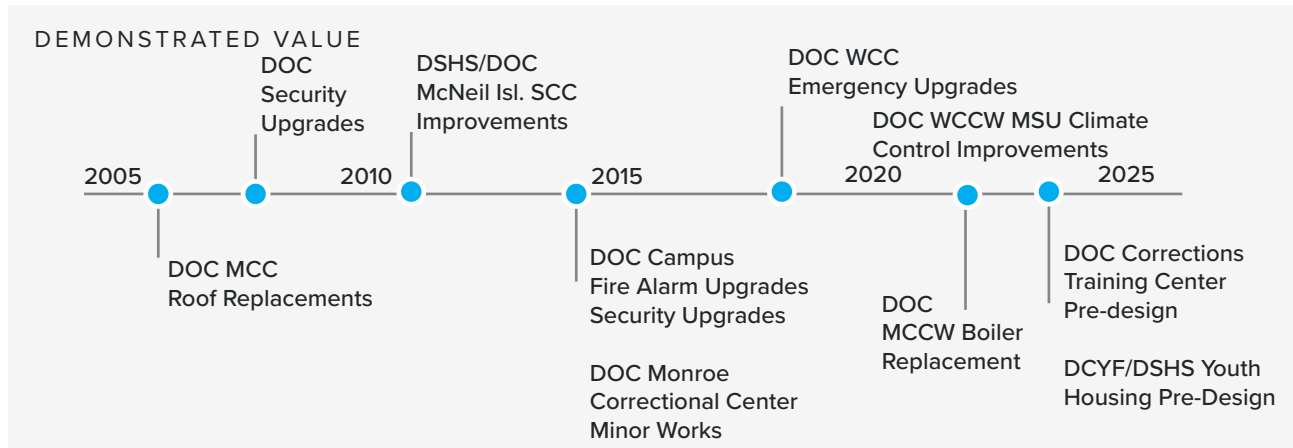 DEMONSTRATED VALUE
DOC
Security
Upgrades
DSHS/DOC
McNeil Isl. SCC
Improvements
DOC WCC
Emergency Upgrades
DOC WCCW MSU Climate
Control Improvements
2005
2010
2015
2020
2025
DOC MCC
Roof Replacements
DOC Campus
Fire Alarm Upgrades
Security Upgrades
DOC Monroe
Correctional Center
Minor Works
DOC
MCCW Boiler
Replacement
DOC Corrections
Training Center
Pre-design
DCYF/DSHS Youth
Housing Pre-Design